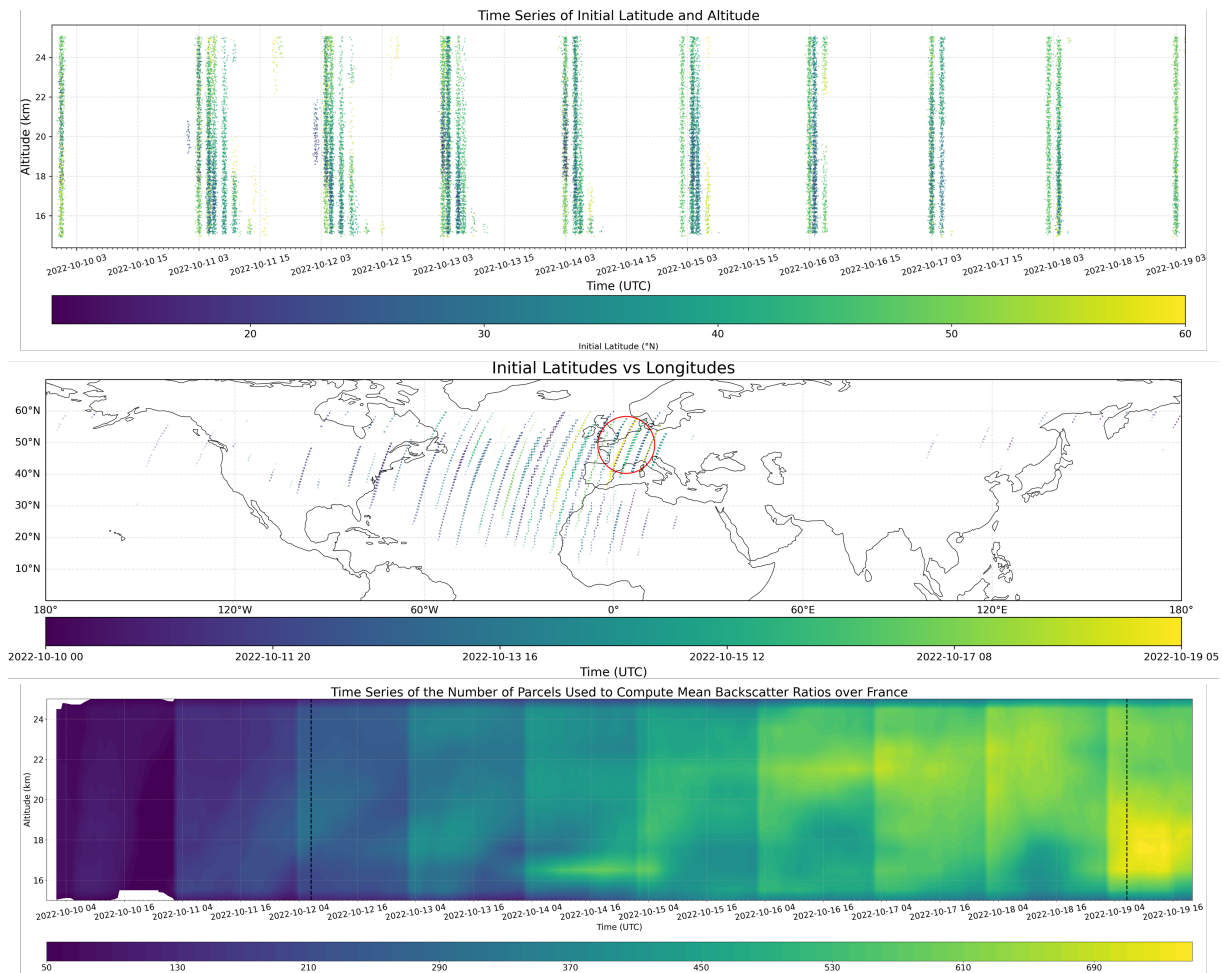 Time Series of Initial Latitude and Altitude
Altitude (km)
24
22
20
18
16
2022-10-10 03 2022-10-10 15 2022-10-11 03 2022-10-11 15 2022-10-12 03 2022-10-12 15 2022-10-13 03 2022-10-13 15 2022-10-14 03 2022-10-14 15 2022-10-15 03 2022-10-15 15 2022-10-16 03 2022-10-16 15 2022-10-17 03 2022-10-17 15 2022-10-18 03 2022-10-18 15 2022-10-19 03
Time (UTC)
20 30 40 50 60
Initial Latitude (°N)
Initial Latitudes vs Longitudes
60°N
50°N
40°N
30°N
20°N
10°N
180° 120°W 60°W 0° 60°E 120°E 180°
2022-10-10 00 2022-10-11 20 2022-10-13 16 2022-10-15 12 2022-10-17 08 2022-10-19 05
Time (UTC)
Time Series of the Number of Parcels Used to Compute Mean Backscatter Ratios over France
Altitude (km)
24
22
20
18
16
2022-10-10 04 2022-10-10 16 2022-10-11 04 2022-10-11 16 2022-10-12 04 2022-10-12 16 2022-10-13 04 2022-10-13 16 2022-10-14 04 2022-10-14 16 2022-10-15 04 2022-10-15 16 2022-10-16 04 2022-10-16 16 2022-10-17 04 2022-10-17 16 2022-10-18 04 2022-10-18 16 2022-10-19 04 2022-10-19 16
Time (UTC)
50 130 210 290 370 450 530 610 690